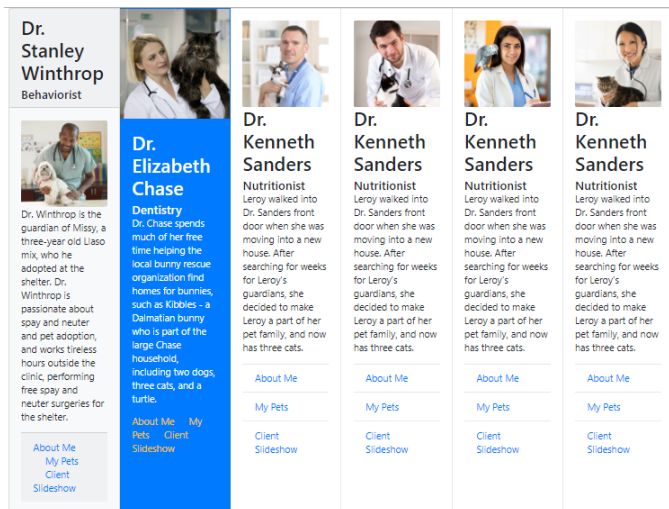 Dr.
Stanley
Winthrop
Behaviorist
Dr. Winthrop is the
guardian of Missy, a
three-year old Llaso
mix, who he
adopted at the
shelter. Dr.
Winthrop is
passionate about
spay and neuter
and pet adoption,
and works tireless
hours outside the
clinic, performing
free spay and
neuter surgeries for
the shelter.
About Me
My Pets
Client
Slideshow
Dr.
Elizabeth
Chase
Dentistry
Dr. Chase spends
much of her free
time helping the
local bunny rescue
organization find
homes for bunnies,
such as Kibbles - a
Dalmatian bunny
who is part of the
large Chase
household,
including two dogs,
three cats, and a
turtle.
About Me My
Pets Client
Slideshow
Dr.
Kenneth
Sanders
Nutritionist
Leroy walked into
Dr. Sanders front
door when she was
moving into a new
house. After
searching for weeks
for Leroy's
guardians, she
decided to make
Leroy a part of her
pet family, and now
has three cats.
About Me
My Pets
Client
Slideshow
Dr.
Kenneth
Sanders
Nutritionist
Leroy walked into
Dr. Sanders front
door when she was
moving into a new
house. After
searching for weeks
for Leroy's
guardians, she
decided to make
Leroy a part of her
pet family, and now
has three cats.
About Me
My Pets
Client
Slideshow
Dr.
Kenneth
Sanders
Nutritionist
Leroy walked into
Dr. Sanders front
door when she was
moving into a new
house. After
searching for weeks
for Leroy's
guardians, she
decided to make
Leroy a part of her
pet family, and now
has three cats.
About Me
My Pets
Client
Slideshow
Dr.
Kenneth
Sanders
Nutritionist
Leroy walked into
Dr. Sanders front
door when she was
moving into a new
house. After
searching for weeks
for Leroy's
guardians, she
decided to make
Leroy a part of her
pet family, and now
has three cats.
About Me
My Pets
Client
Slideshow